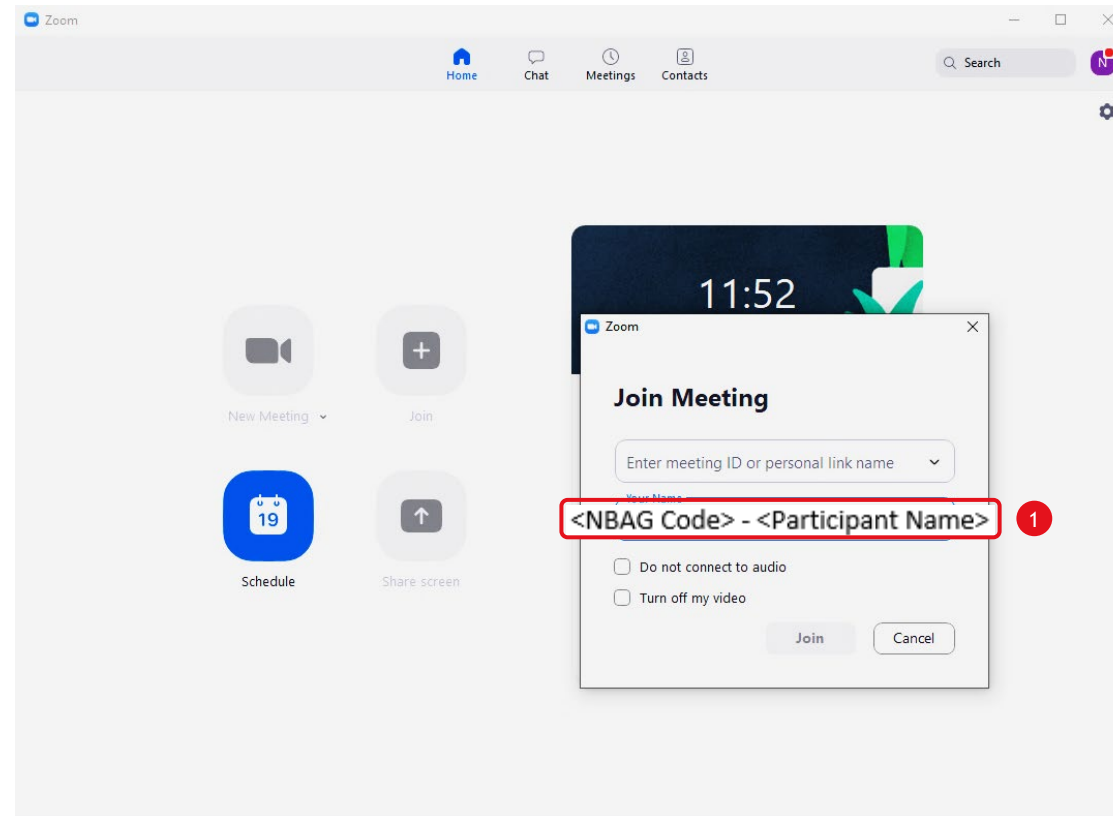 Zoom
Home
Chat
Meetings
Contacts
Search
N
11:52
Zoom
Join Meeting
New Meeting
Join
Enter meeting ID or personal link name
Your Name
<NBAG Code> - <Participant Name>
1
19
Do not connect to audio
Schedule
Share screen
Turn off my video
Join
Cancel